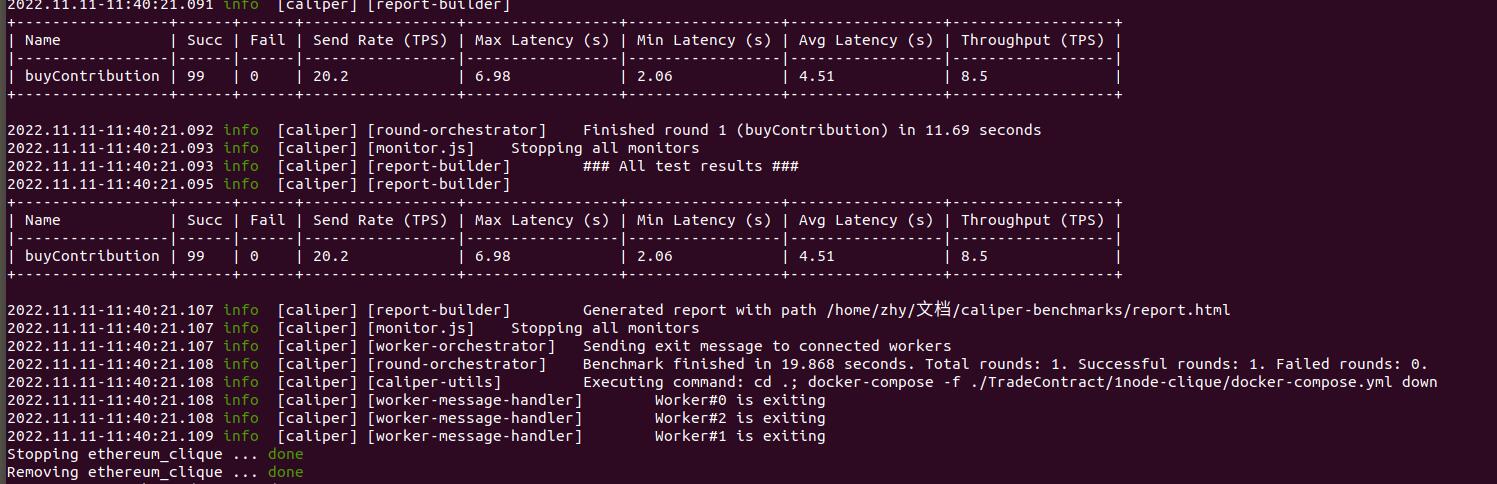 2022.11.11-11:40:21.091 info  [caliper] [report-builder]
+-----------------+------+------+-----------------+-----------------+-----------------+-----------------+------------------+
| Name            | Succ | Fail | Send Rate (TPS) | Max Latency (s) | Min Latency (s) | Avg Latency (s) | Throughput (TPS) |
|-----------------|------|------|-----------------|-----------------|-----------------|-----------------|------------------|
| buyContribution | 99   | 0    | 20.2            | 6.98            | 2.06            | 4.51            | 8.5              |
+-----------------+------+------+-----------------+-----------------+-----------------+-----------------+------------------+
2022.11.11-11:40:21.092 info  [caliper] [round-orchestrator]    Finished round 1 (buyContribution) in 11.69 seconds
2022.11.11-11:40:21.093 info  [caliper] [monitor.js]    Stopping all monitors
2022.11.11-11:40:21.093 info  [caliper] [report-builder]        ### All test results ###
2022.11.11-11:40:21.095 info  [caliper] [report-builder]
+-----------------+------+------+-----------------+-----------------+-----------------+-----------------+------------------+
| Name            | Succ | Fail | Send Rate (TPS) | Max Latency (s) | Min Latency (s) | Avg Latency (s) | Throughput (TPS) |
|-----------------|------|------|-----------------|-----------------|-----------------|-----------------|------------------|
| buyContribution | 99   | 0    | 20.2            | 6.98            | 2.06            | 4.51            | 8.5              |
+-----------------+------+------+-----------------+-----------------+-----------------+-----------------+------------------+
2022.11.11-11:40:21.107 info  [caliper] [report-builder]        Generated report with path /home/zhy/文档/caliper-benchmarks/report.html
2022.11.11-11:40:21.107 info  [caliper] [monitor.js]    Stopping all monitors
2022.11.11-11:40:21.107 info  [caliper] [worker-orchestrator]   Sending exit message to connected workers
2022.11.11-11:40:21.108 info  [caliper] [round-orchestrator]    Benchmark finished in 19.868 seconds. Total rounds: 1. Successful rounds: 1. Failed rounds: 0.
2022.11.11-11:40:21.108 info  [caliper] [caliper-utils]         Executing command: cd .; docker-compose -f ./TradeContract/1node-clique/docker-compose.yml down
2022.11.11-11:40:21.108 info  [caliper] [worker-message-handler]        Worker#0 is exiting
2022.11.11-11:40:21.108 info  [caliper] [worker-message-handler]        Worker#2 is exiting
2022.11.11-11:40:21.109 info  [caliper] [worker-message-handler]        Worker#1 is exiting
Stopping ethereum_clique ... done
Removing ethereum_clique ... done